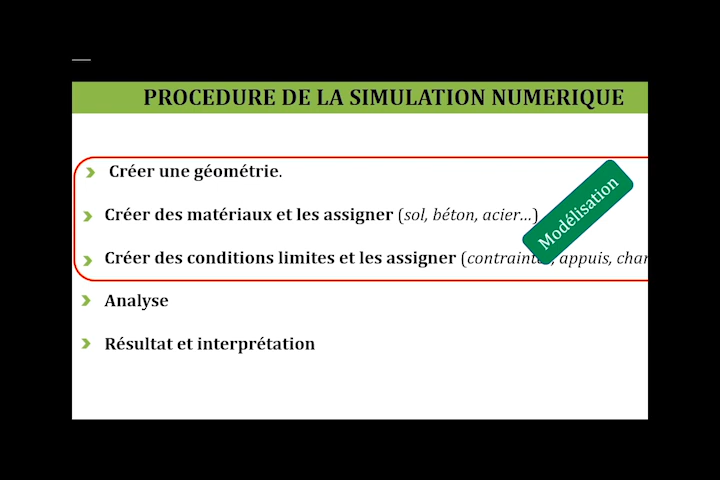 PROCEDURE DE LA SIMULATION NUMERIQUE
Créer une géométrie.
Créer des matériaux et les assigner (sol, béton, acier...)
Modélisation
Créer des conditions limites et les assigner (contraintes, appuis,
Analyse
Résultat et interprétation